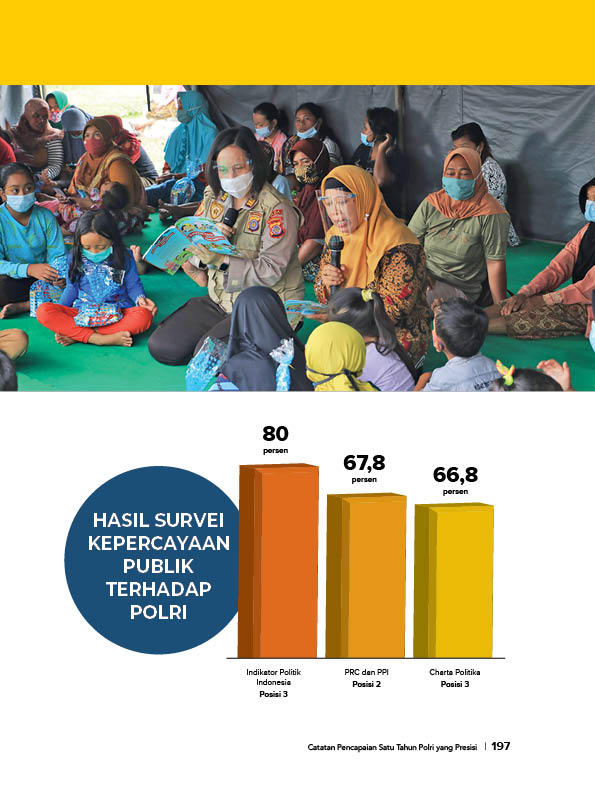 80
persen
67,8
persen
66,8
persen
HASIL SURVEI
KEPERCAYAAN
PUBLIK
TERHADAP
POLRI
Indikator Politik
Indonesia
Posisi 3
PRC dan PPI
Posisi 2
Charta Politika
Posisi 3
Catatan Pencapaian Satu Tahun Polri yang Presisi | 197